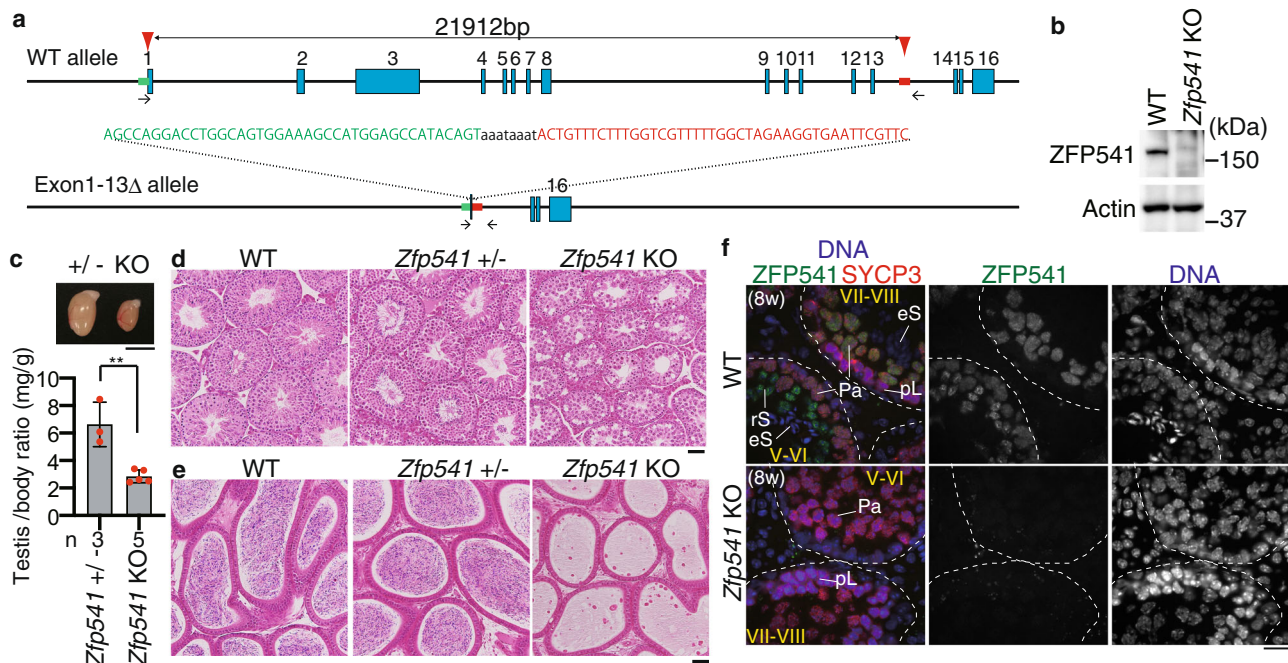 a
21912bp
WT allele
1 2 3 4 5 6 7 8 9 10 11 12 13 14 15 16
AGCCAGGACCTGGCAGTGGAAAGCCATGGAGCCATACAGTaaataaatACTGTTTCTTTGGTCGTTTTTGGCTAGAAGGTGAATTCGTTC
Exon1-13Δ allele
16
b
WT
Zfp541 KO
(kDa)
ZFP541
150
Actin
37
c
+/- KO
**
Testis /body ratio (mg/g)
10
8
6
4
2
0
n 3 5
Zfp541 +/-
Zfp541 KO
d
WT
Zfp541 +/-
Zfp541 KO
e
WT
Zfp541 +/-
Zfp541 KO
f
DNA
ZFP541 SYCP3
ZFP541
DNA
WT
(8w)
VII-VIII
eS
Pa
pL
rS
eS
V-VI
Zfp541 KO
(8w)
V-VI
Pa
pL
VII-VIII